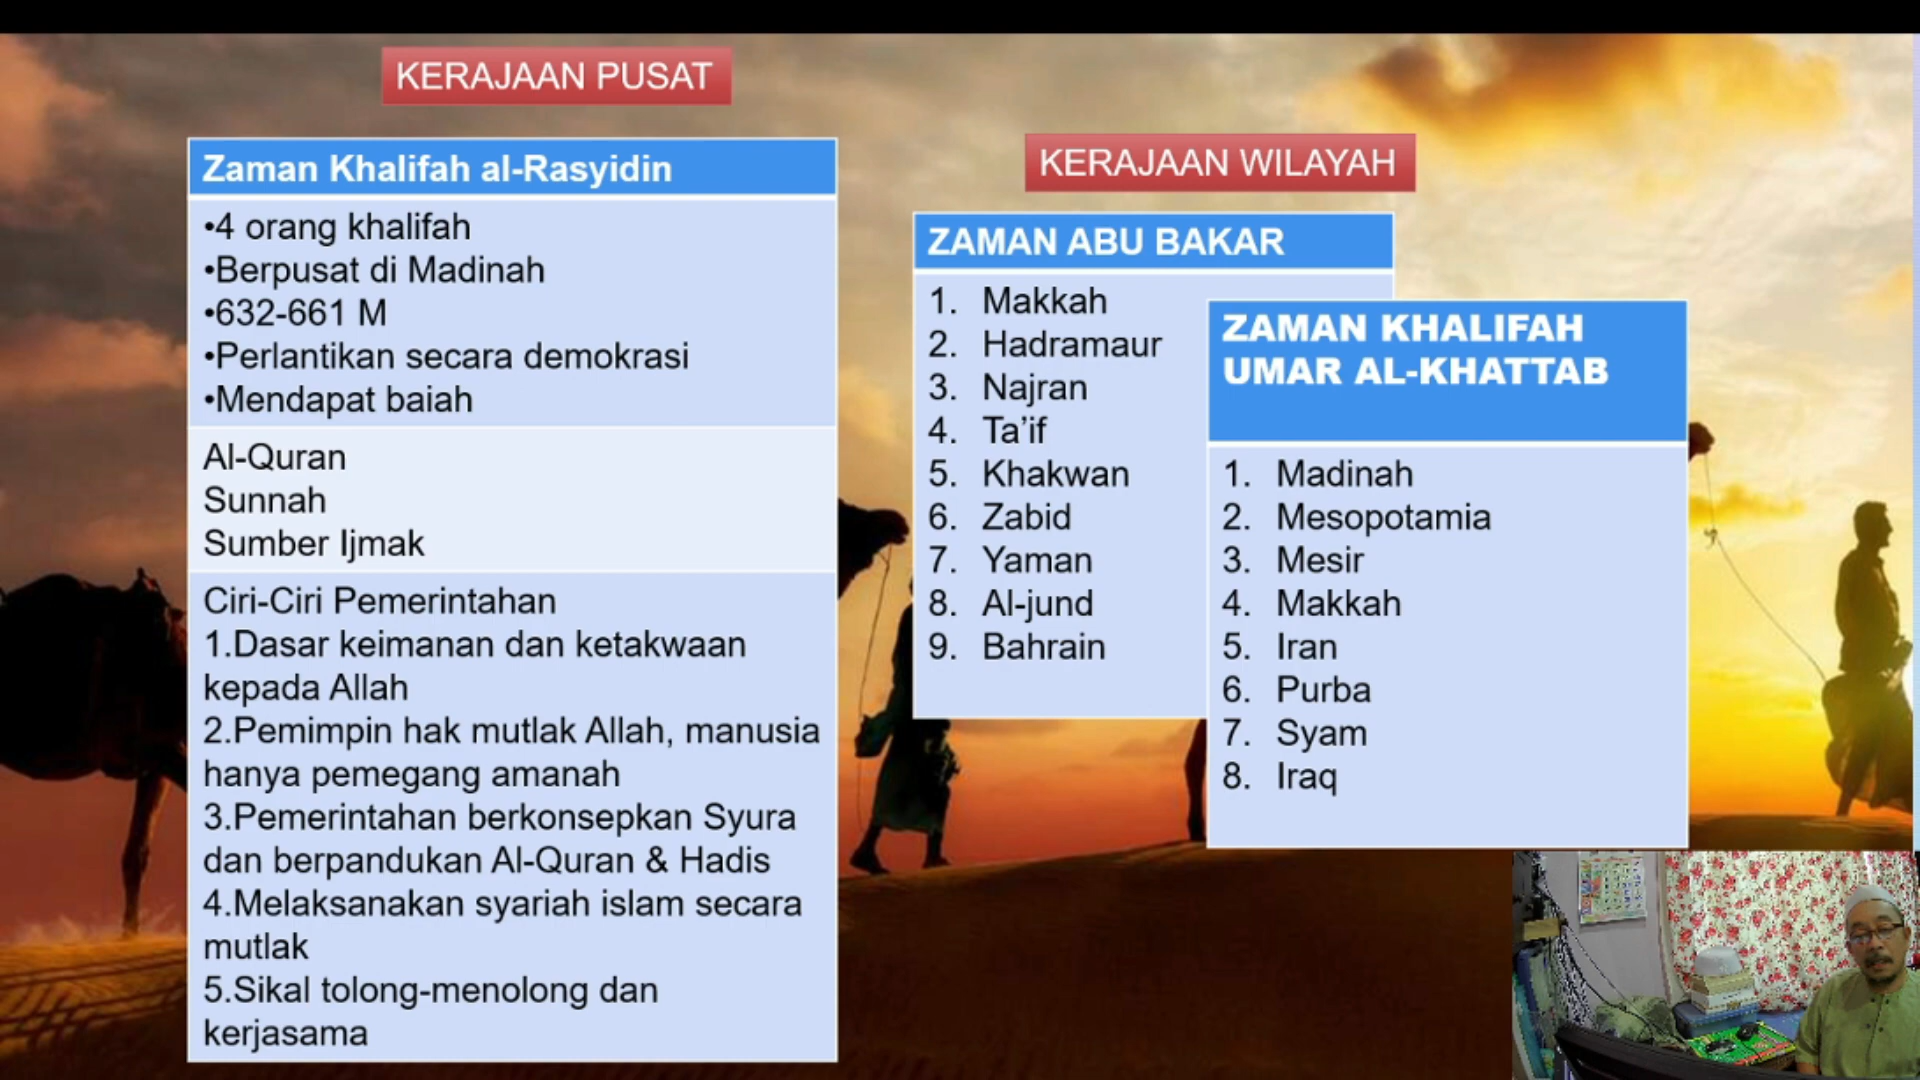 KERAJAAN PUSAT
Zaman Khalifah al-Rasyidin
•4 orang khalifah
•Berpusat di Madinah
•632-661 M
•Perlantikan secara demokrasi
•Mendapat baiah
Al-Quran
Sunnah
Sumber Ijmak
Ciri-Ciri Pemerintahan
1.Dasar keimanan dan ketakwaan
kepada Allah
2.Pemimpin hak mutlak Allah, manusia
hanya pemegang amanah
3.Pemerintahan berkonsepkan Syura
dan berpandukan Al-Quran & Hadis
4.Melaksanakan syariah islam secara
mutlak
5.Sikal tolong-menolong dan
kerjasama
KERAJAAN WILAYAH
ZAMAN ABU BAKAR
1. Makkah
2. Hadramaur
3. Najran
4. Ta’if
5. Khakwan
6. Zabid
7. Yaman
8. Al-jund
9. Bahrain
ZAMAN KHALIFAH
UMAR AL-KHATTAB
1. Madinah
2. Mesopotamia
3. Mesir
4. Makkah
5. Iran
6. Purba
7. Syam
8. Iraq